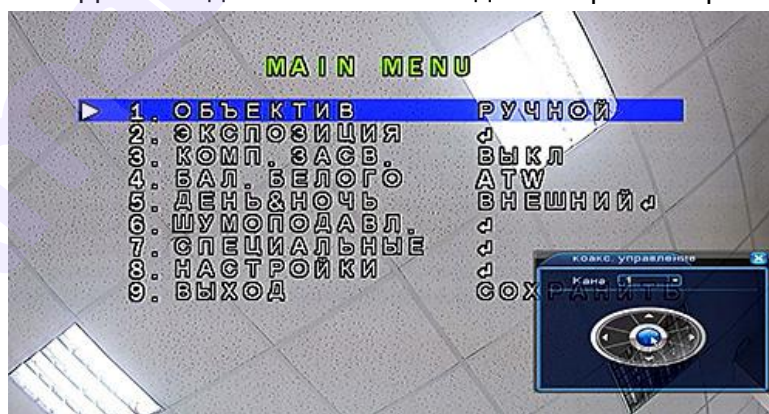 MAIN MENU
1. ОБЪЕКТИВ РУЧНОЙ
2. ЭКСПОЗИЦИЯ
3. КОМП. ЗАСВ. ВЫКЛ
4. БАЛ. БЕЛОГО ATW
5. ДЕНЬ&НОЧЬ ВНЕШНИЙ
6. ШУМОПОДАВЛ.
7. СПЕЦИАЛЬНЫЕ
8. НАСТРОЙКИ
9. ВЫХОД СОХРАНИТЬ
коакс. управление
Кана 1